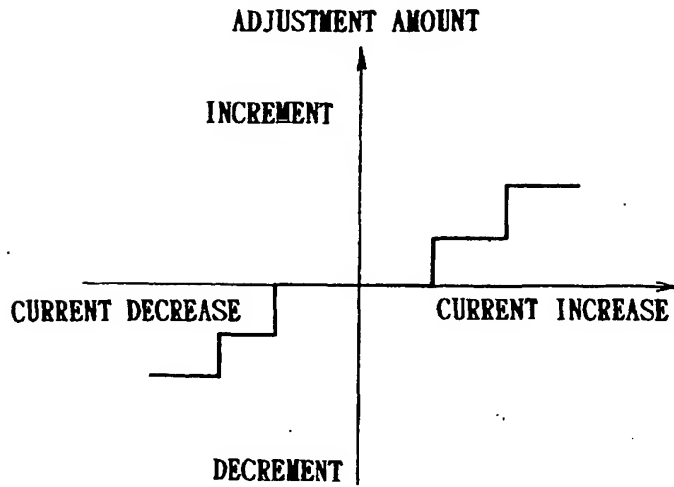 ADJUSTMENT AMOUNT
INCREMENT
CURRENT DECREASE
CURRENT INCREASE
DECREMENT